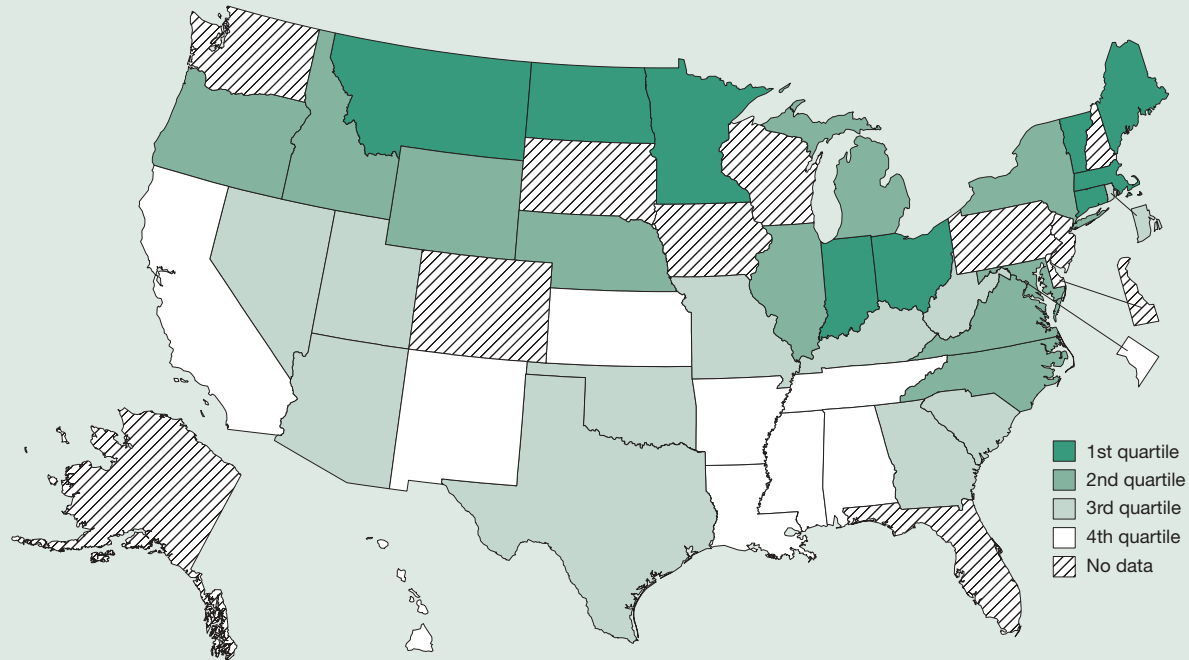 1st quartile
2nd quartile
3rd quartile
4th quartile
No data